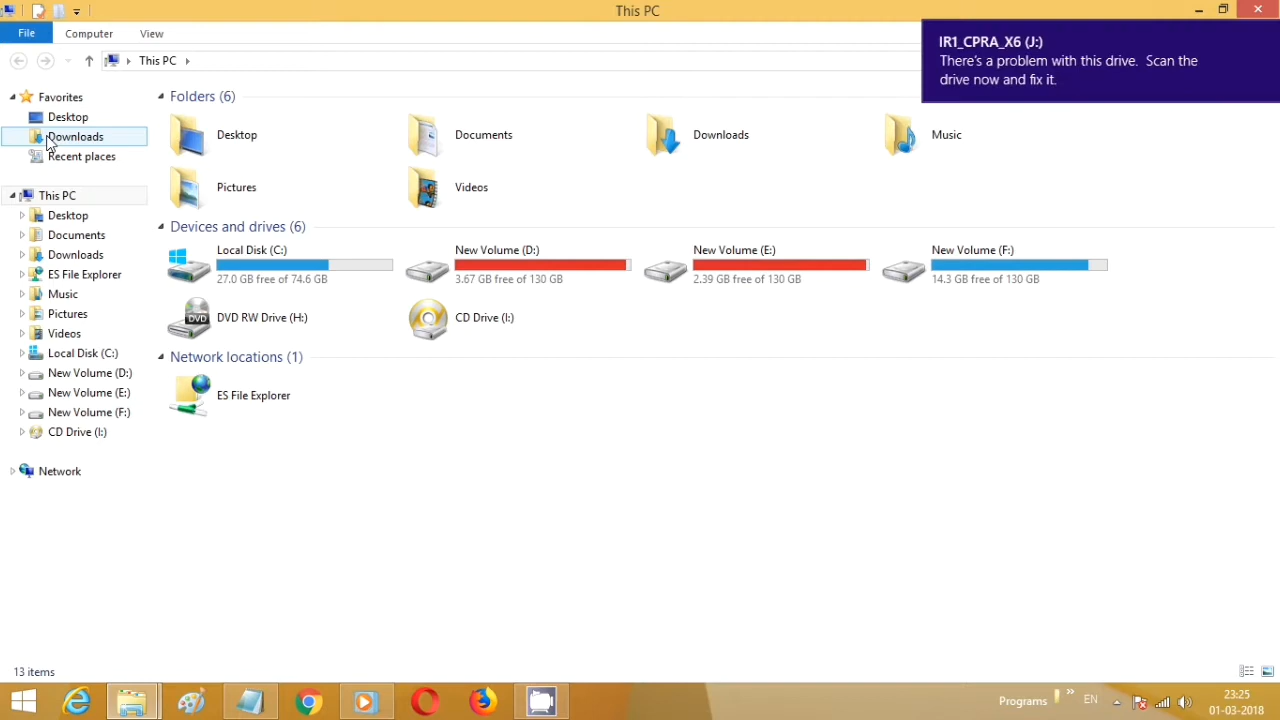 This PC
File
Computer
View
IR1_CPRA_X6 (J:)
There's a problem with this drive. Scan the
drive now and fix it.
This PC
Favorites
Desktop
Downloads
Recent places
This PC
Desktop
Documents
Downloads
ES File Explorer
Music
Pictures
Videos
Local Disk (C:)
New Volume (D:)
New Volume (E:)
New Volume (F:)
CD Drive (I:)
Network
Folders (6)
Desktop
Documents
Downloads
Music
Pictures
Videos
Devices and drives (6)
Local Disk (C:)
27.0 GB free of 74.6 GB
New Volume (D:)
3.67 GB free of 130 GB
New Volume (E:)
2.39 GB free of 130 GB
New Volume (F:)
14.3 GB free of 130 GB
DVD
DVD RW Drive (H:)
CD Drive (I:)
Network locations (1)
ES File Explorer
13 items
Programs
»
EN
23:25
01-03-2018